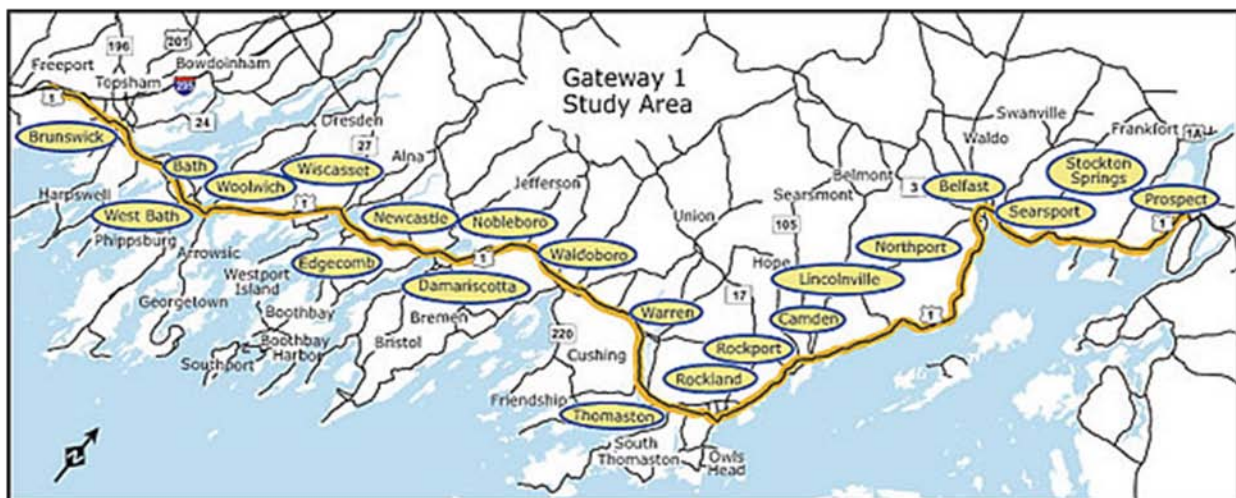 Gateway 1
Study Area
Freeport
196
201
Bowdoinham
Topsham
295
1
24
Brunswick
Dresden
27
Alna
Bath
Wiscasset
Woolwich
Jefferson
Harpswell
West Bath
1
Newcastle
Nobleboro
Phippsburg
Arrowsic
Edgecomb
1
Waldoboro
Westport
Island
Damariscotta
Georgetown
Boothbay
Bremen
Boothbay
Harbor
Bristol
Southport
220
Cushing
Friendship
Thomaston
South
Thomaston
Owls
Head
Union
Warren
17
Hope
105
Searsmont
Belmont
3
Rockport
Rockland
Camden
Lincolnville
Northport
1
Belfast
Waldo
Swanville
Frankfort
1A
Stockton
Springs
Searsport
Prospect
1
N